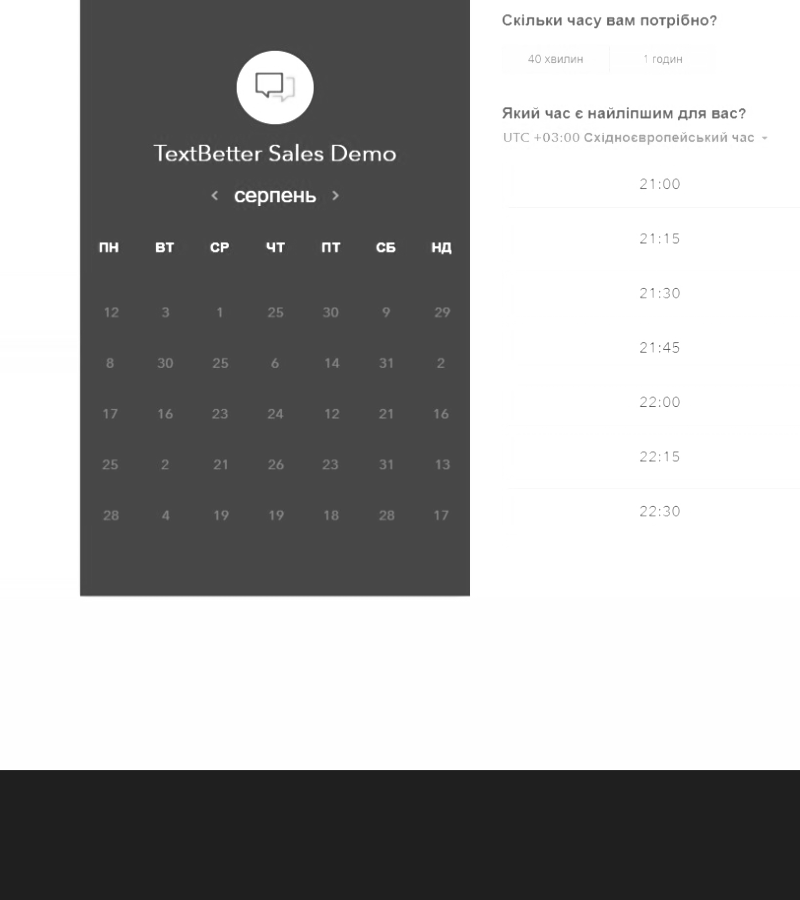 TextBetter Sales Demo
‹ серпень ›
ПН ВТ СР ЧТ ПТ СБ НД
12 3 1 25 30 9 29
8 30 25 6 14 31 2
17 16 23 24 12 21 16
25 2 21 26 23 31 13
28 4 19 19 18 28 17
Скільки часу вам потрібно?
40 хвилин 1 годин
Який час є найліпшим для вас?
UTC +03:00 Східноєвропейський час
21:00
21:15
21:30
21:45
22:00
22:15
22:30